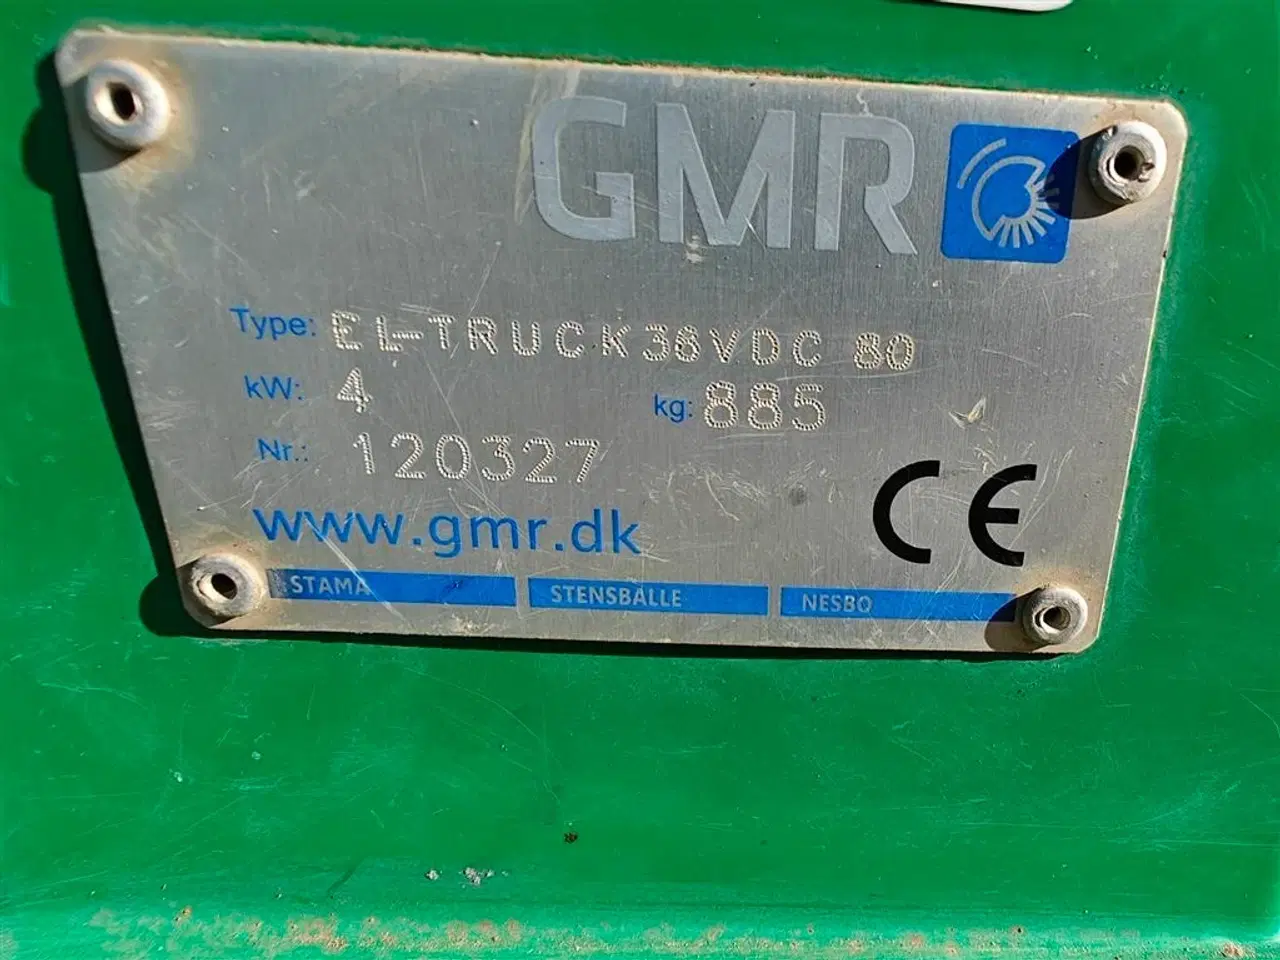 GMR
Type: EL-TRUCK 36VDC 80
kW: 4 kg: 885
Nr.: 120327
www.gmr.dk
CE
STAMA STENSBALLE NESBO